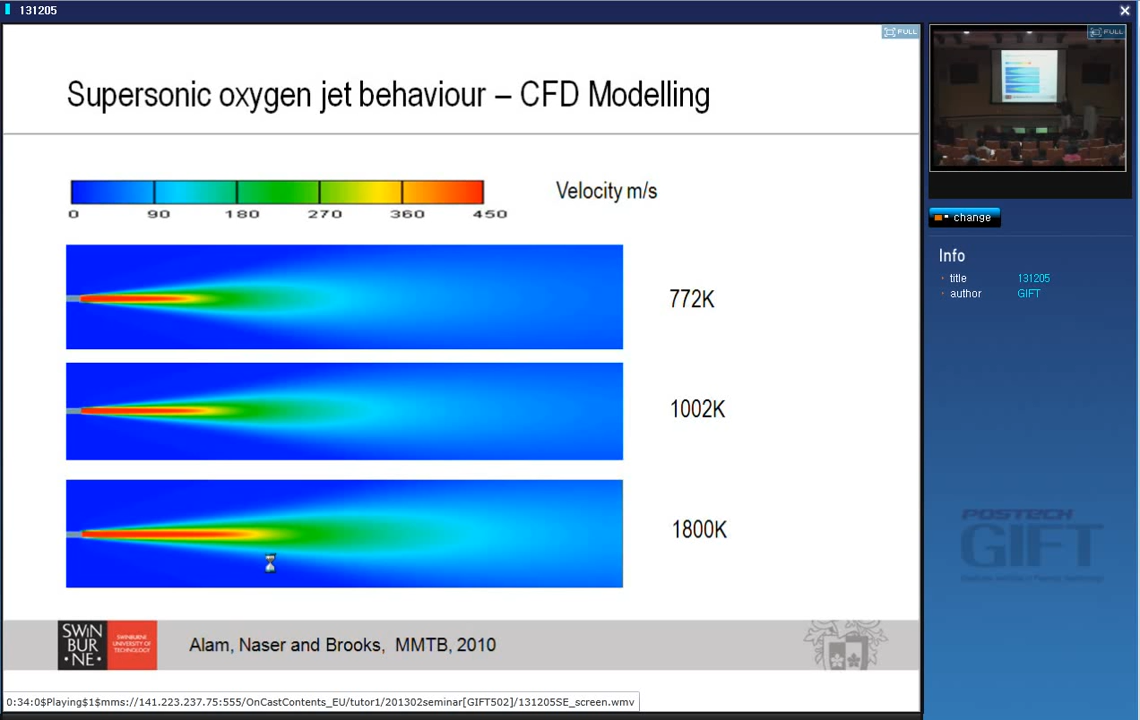 131205
FULL
Supersonic oxygen jet behaviour – CFD Modelling
Velocity m/s
0 90 180 270 360 450
772K
1002K
1800K
SWIN
BUR
•NE•
SWINBURNE
UNIVERSITY OF
TECHNOLOGY
Alam, Naser and Brooks, MMTB, 2010
0:34:0$Playing$1$mms://141.223.237.75:555/OnCastContents_EU/tutor1/201302seminar[GIFT502]/131205SE_screen.wmv
FULL
change
Info
title 131205
author GIFT
POSTECH
GIFT